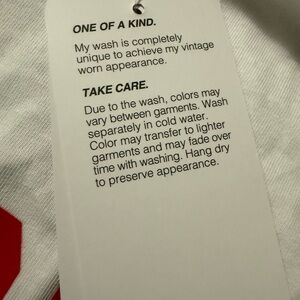 ONE OF A KIND.
My wash is completely
unique to achieve my vintage
worn appearance.
TAKE CARE.
Due to the wash, colors may
vary between garments. Wash
separately in cold water.
Color may transfer to lighter
garments and may fade over
time with washing. Hang dry
to preserve appearance.